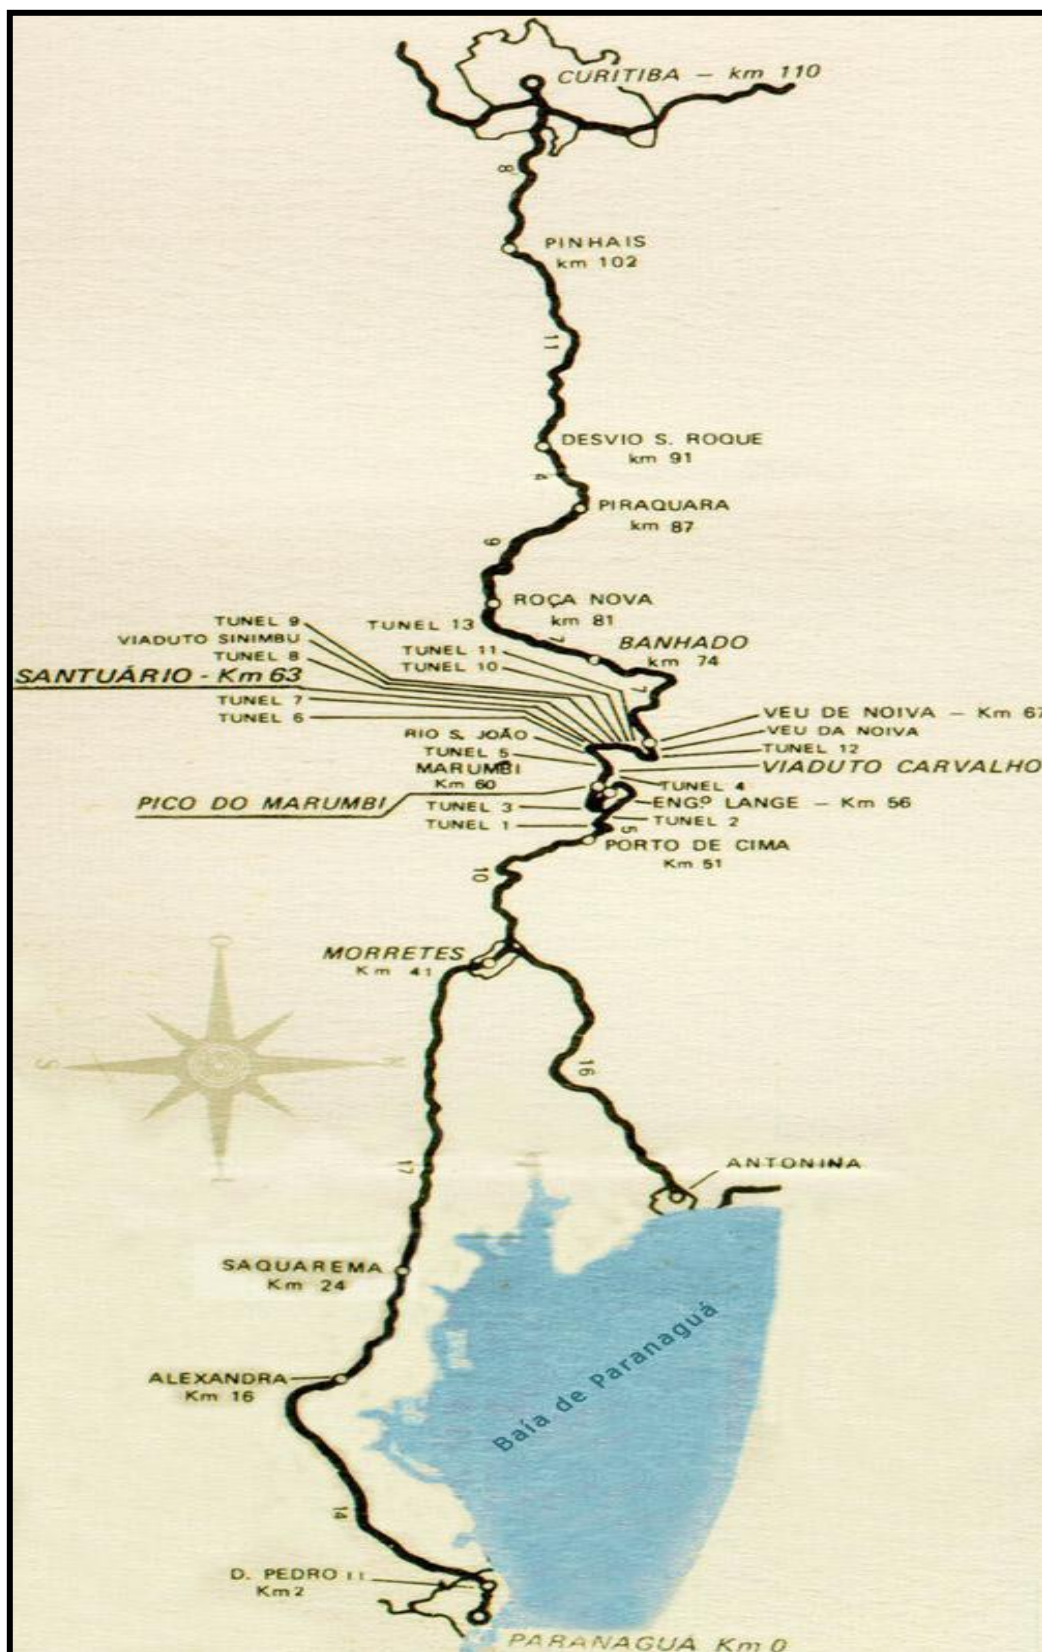 CURITIBA – km 110
8
PINHAIS
km 102
11
DESVIO S. ROQUE
km 91
4
PIRAQUARA
km 87
9
ROÇA NOVA
km 81
TUNEL 9
TUNEL 13
VIADUTO SINIMBU
TUNEL 11
7
BANHADO
km 74
TUNEL 8
TUNEL 10
SANTUÁRIO - Km 63
7
TUNEL 7
TUNEL 6
VEU DE NOIVA – Km 67
RIO S. JOÃO
VEU DA NOIVA
TUNEL 5
TUNEL 12
MARUMBI
Km 60
VIADUTO CARVALHO
TUNEL 4
PICO DO MARUMBI
ENGº LANGE – Km 56
TUNEL 3
TUNEL 2
TUNEL 1
5
PORTO DE CIMA
Km 51
10
MORRETES
Km 41
S
N
16
17
ANTONINA
SAQUAREMA
Km 24
Baía de Paranaguá
ALEXANDRA
Km 16
14
D. PEDRO II
Km 2
PARANAGUÁ Km 0